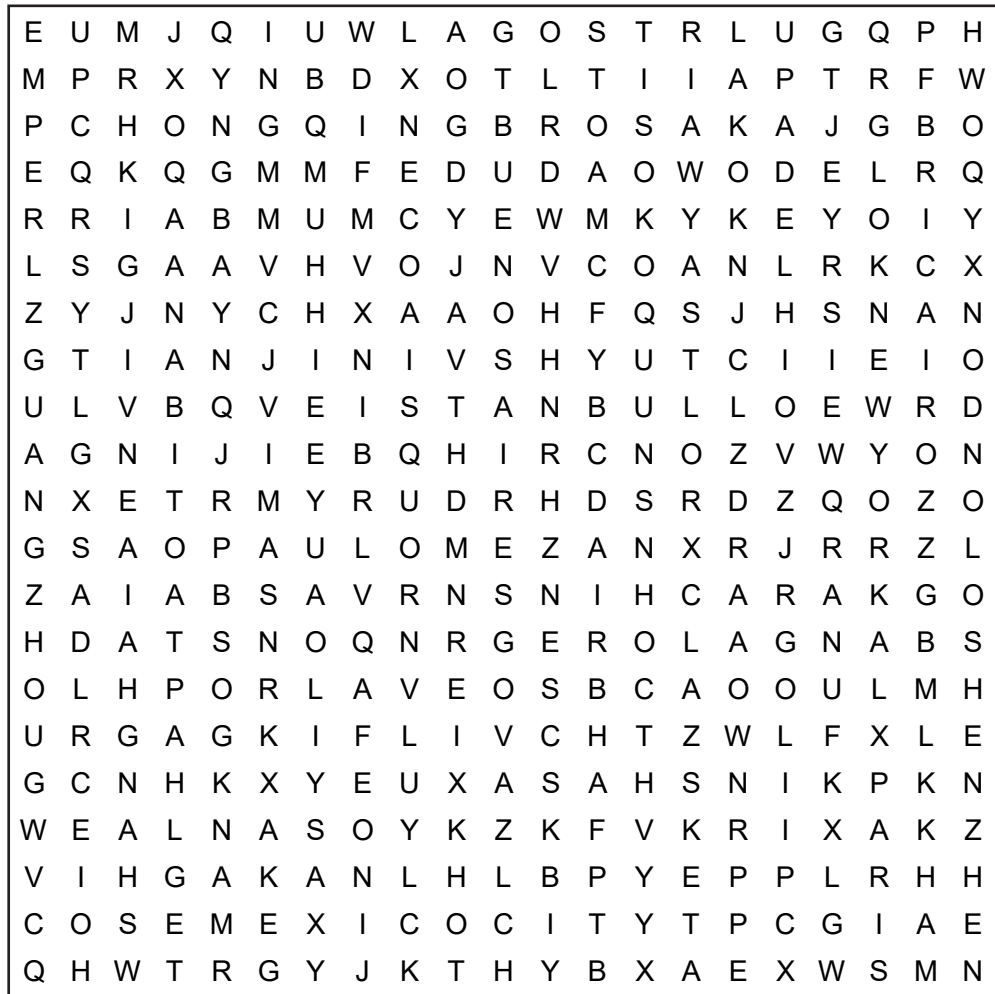 E U M J Q I U W L A G O S T R L U G Q P H
M P R X Y N B D X O T L T I I A P T R F W
P C H O N G Q I N G B R O S A K A J G B O
E Q K Q G M M F E D U D A O W O D E L R Q
R R I A B M U M C Y E W M K Y K E Y O I Y
L S G A A V H V O J N V C O A N L R K C X
Z Y J N Y C H X A A O H F Q S J H S N A N
G T I A N J I N I V S H Y U T C I I E I O
U L V B Q V E I S T A N B U L L O E W R D
A G N I J I E B Q H I R C N O Z V W Y O N
N X E T R M Y R U D R H D S R D Z Q O Z O
G S A O P A U L O M E Z A N X R J R R Z L
Z A I A B S A V R N S N I H C A R A K G O
H D A T S N O Q N R G E R O L A G N A B S
O L H P O R L A V E O S B C A O O U L M H
U R G A G K I F L I V C H T Z W L F X L E
G C N H K X Y E U X A S A H S N I K P K N
W E A L N A S O Y K Z K F V K R I X A K Z
V I H G A K A N L H L B P Y E P P L R H H
C O S E M E X I C O C I T Y T P C G I A E
Q H W T R G Y J K T H Y B X A E X W S M N